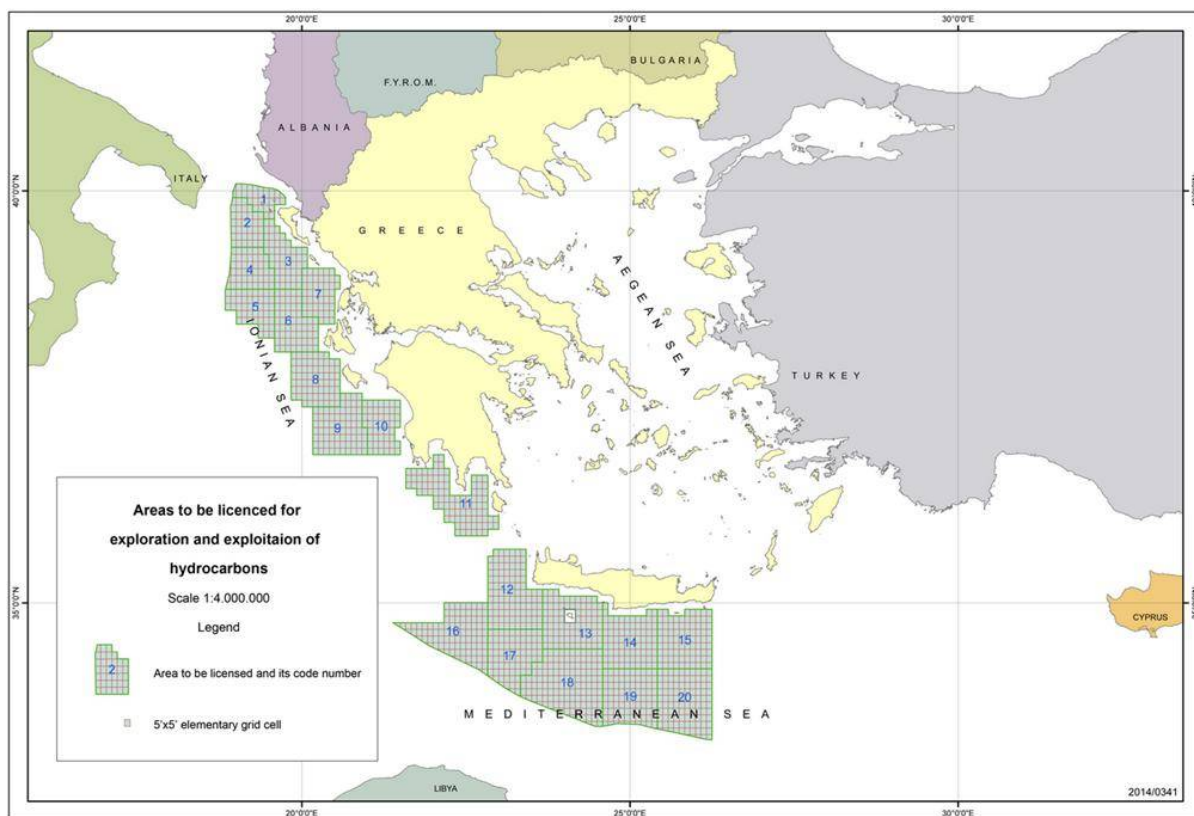 20°0'0"E
25°0'0"E
30°0'0"E
BULGARIA
F.Y.R.O.M.
ALBANIA
ITALY
40°0'0"N
GREECE
AEGEAN SEA
IONIAN SEA
TURKEY
1
2
3
4
5
6
7
8
9
10
11
12
13
14
15
16
17
18
19
20
Areas to be licenced for
exploration and exploitaion of
hydrocarbons
Scale 1:4.000.000
Legend
2
Area to be licensed and its code number
5'x5' elementary grid cell
35°0'0"N
CYPRUS
MEDITERRANEAN SEA
LIBYA
2014/0341
20°0'0"E
25°0'0"E
30°0'0"E